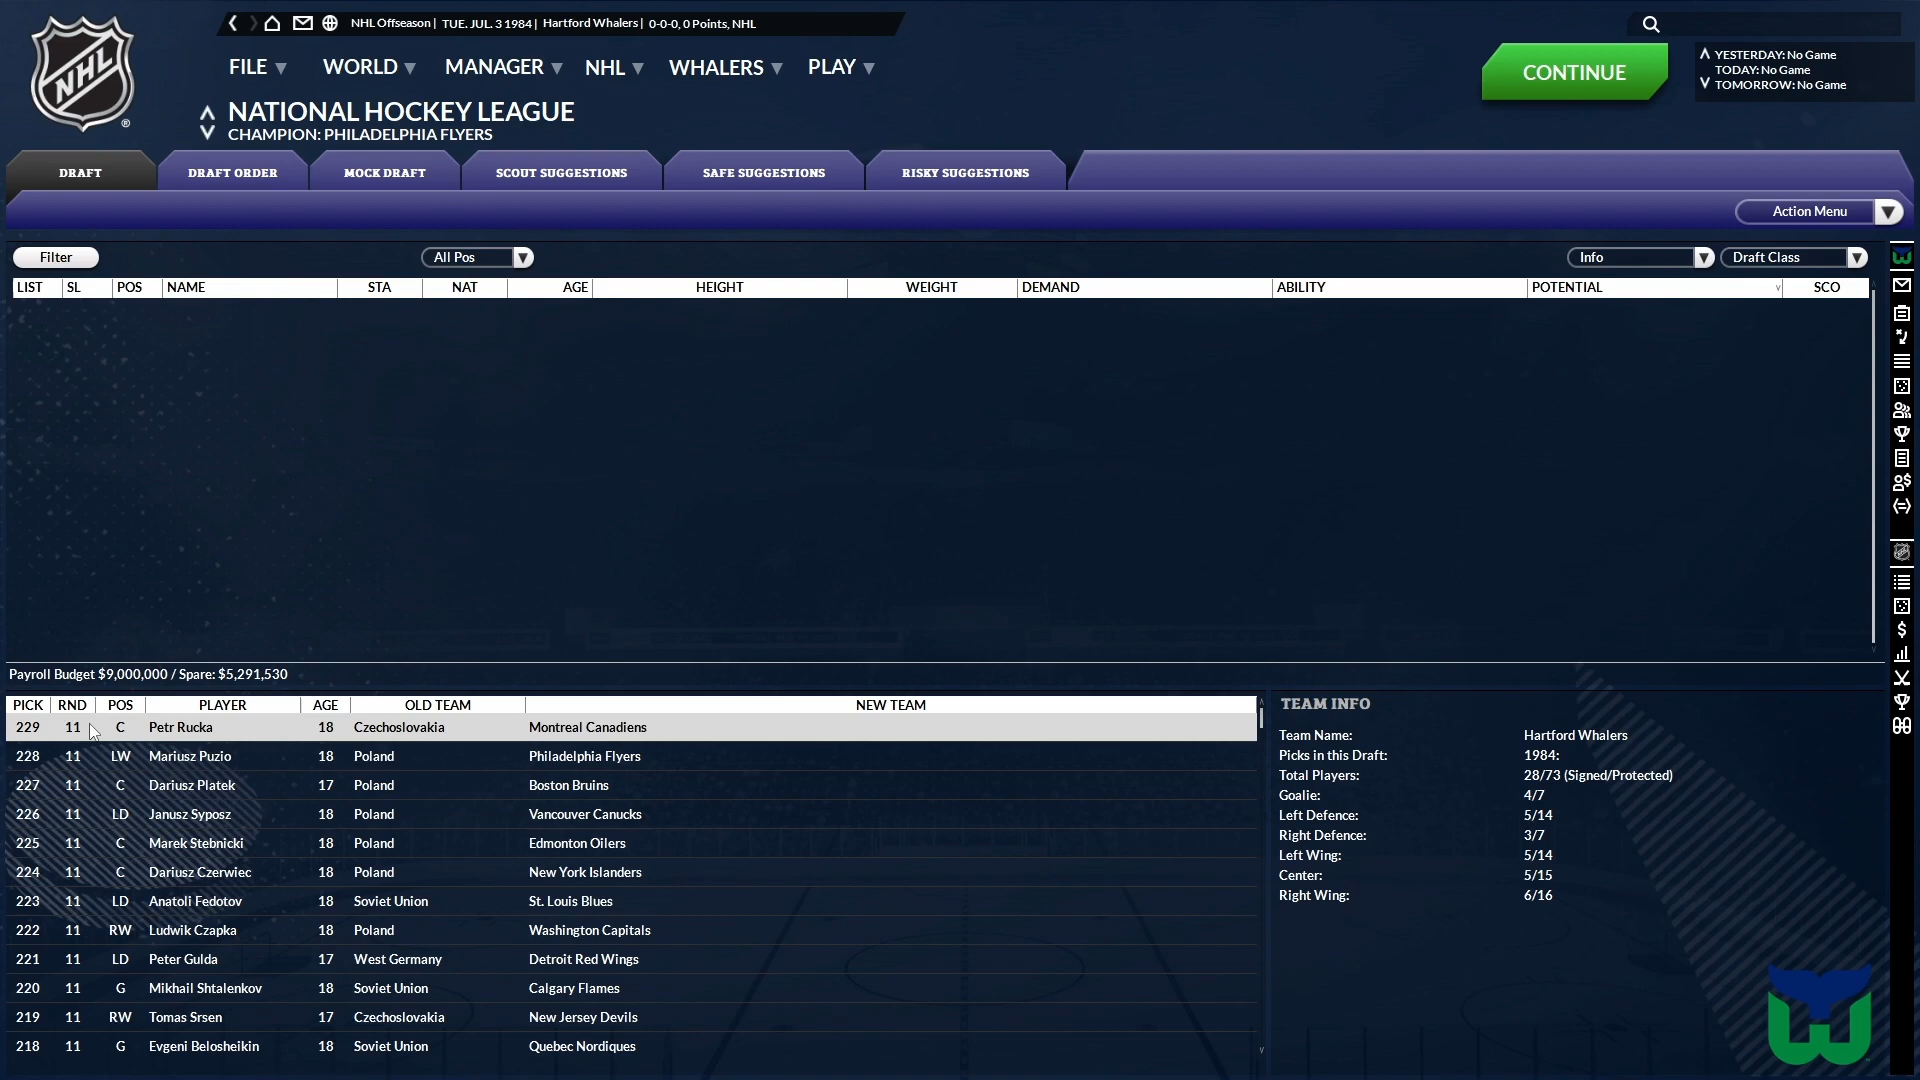 NHL
NHL Offseason | TUE. JUL. 3 1984 | Hartford Whalers | 0-0-0, 0 Points, NHL
FILE WORLD MANAGER NHL WHALERS PLAY
CONTINUE
YESTERDAY: No Game
TODAY: No Game
TOMORROW: No Game
NATIONAL HOCKEY LEAGUE
CHAMPION: PHILADELPHIA FLYERS
DRAFT DRAFT ORDER MOCK DRAFT SCOUT SUGGESTIONS SAFE SUGGESTIONS RISKY SUGGESTIONS
Action Menu
Filter All Pos Info Draft Class
LIST SL POS NAME STA NAT AGE HEIGHT WEIGHT DEMAND ABILITY POTENTIAL SCO
Payroll Budget $9,000,000 / Spare: $5,291,530
PICK RND POS PLAYER AGE OLD TEAM NEW TEAM
229 11 C Petr Rucka 18 Czechoslovakia Montreal Canadiens
228 11 LW Mariusz Puzio 18 Poland Philadelphia Flyers
227 11 C Dariusz Platek 17 Poland Boston Bruins
226 11 LD Janusz Syposz 18 Poland Vancouver Canucks
225 11 C Marek Stebnicki 18 Poland Edmonton Oilers
224 11 C Dariusz Czerwiec 18 Poland New York Islanders
223 11 LD Anatoli Fedotov 18 Soviet Union St. Louis Blues
222 11 RW Ludwik Czapka 18 Poland Washington Capitals
221 11 LD Peter Gulda 17 West Germany Detroit Red Wings
220 11 G Mikhail Shtalenkov 18 Soviet Union Calgary Flames
219 11 RW Tomas Srsen 17 Czechoslovakia New Jersey Devils
218 11 G Evgeni Belosheikin 18 Soviet Union Quebec Nordiques
TEAM INFO
Team Name: Hartford Whalers
Picks in this Draft: 1984:
Total Players: 28/73 (Signed/Protected)
Goalie: 4/7
Left Defence: 5/14
Right Defence: 3/7
Left Wing: 5/14
Center: 5/15
Right Wing: 6/16